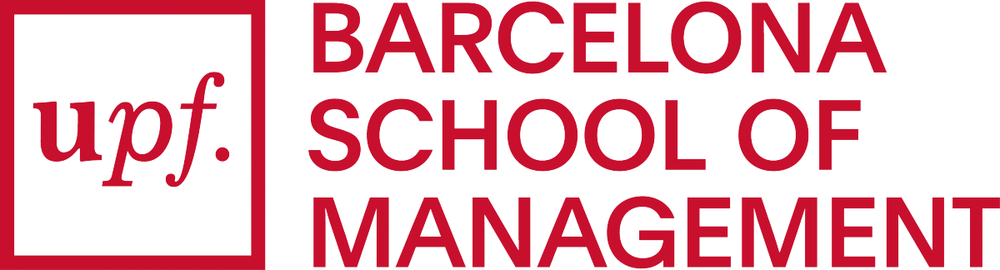 upf.
BARCELONA
SCHOOL OF
MANAGEMENT